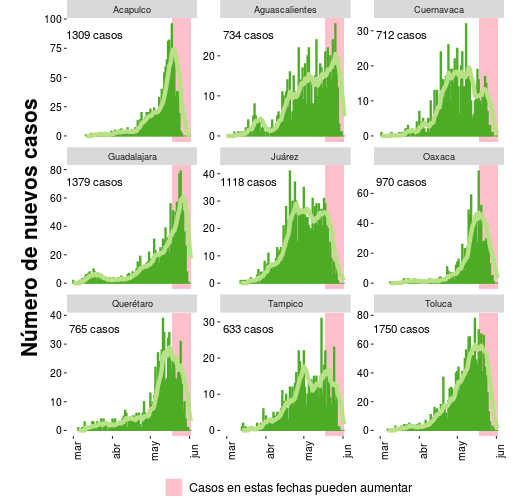 Número de nuevos casos
Acapulco
1309 casos
100
75
50
25
0
Aguascalientes
734 casos
20
10
0
Cuernavaca
712 casos
30
20
10
0
Guadalajara
1379 casos
80
60
40
20
0
Juárez
1118 casos
40
30
20
10
0
Oaxaca
970 casos
60
40
20
0
Querétaro
765 casos
40
30
20
10
0
Tampico
633 casos
30
20
10
0
Toluca
1750 casos
80
60
40
20
0
mar abr may jun
mar abr may jun
mar abr may jun
Casos en estas fechas pueden aumentar